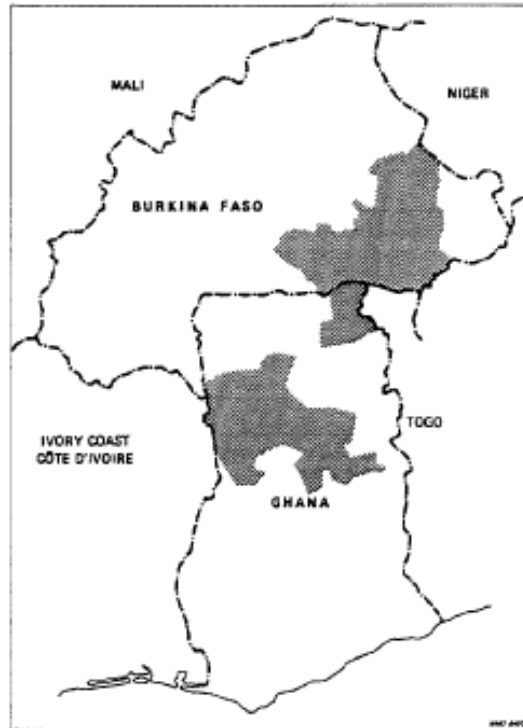 MALI
NIGER
BURKINA FASO
TOGO
IVORY COAST
CÔTE D'IVOIRE
GHANA